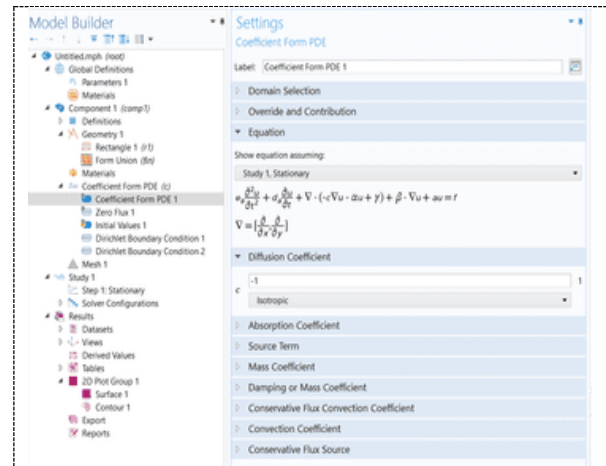 Model Builder
Untitled.mph (root)
Global Definitions
Parameters 1
Materials
Component 1 (comp1)
Definitions
Geometry 1
Rectangle 1 (r1)
Form Union (fin)
Materials
Coefficient Form PDE (c)
Coefficient Form PDE 1
Zero Flux 1
Initial Values 1
Dirichlet Boundary Condition 1
Dirichlet Boundary Condition 2
Mesh 1
Study 1
Step 1: Stationary
Solver Configurations
Results
Datasets
Views
Derived Values
Tables
2D Plot Group 1
Surface 1
Contour 1
Export
Reports
Settings
Coefficient Form PDE
Label: Coefficient Form PDE 1
Domain Selection
Override and Contribution
Equation
Show equation assuming:
Study 1, Stationary
eₐ ∂²u/∂t² + dₐ ∂u/∂t + ∇ · (-c∇u - αu + γ) + β · ∇u + au = f
∇ = [∂/∂x, ∂/∂y]
Diffusion Coefficient
c -1 1
Isotropic
Absorption Coefficient
Source Term
Mass Coefficient
Damping or Mass Coefficient
Conservative Flux Convection Coefficient
Convection Coefficient
Conservative Flux Source